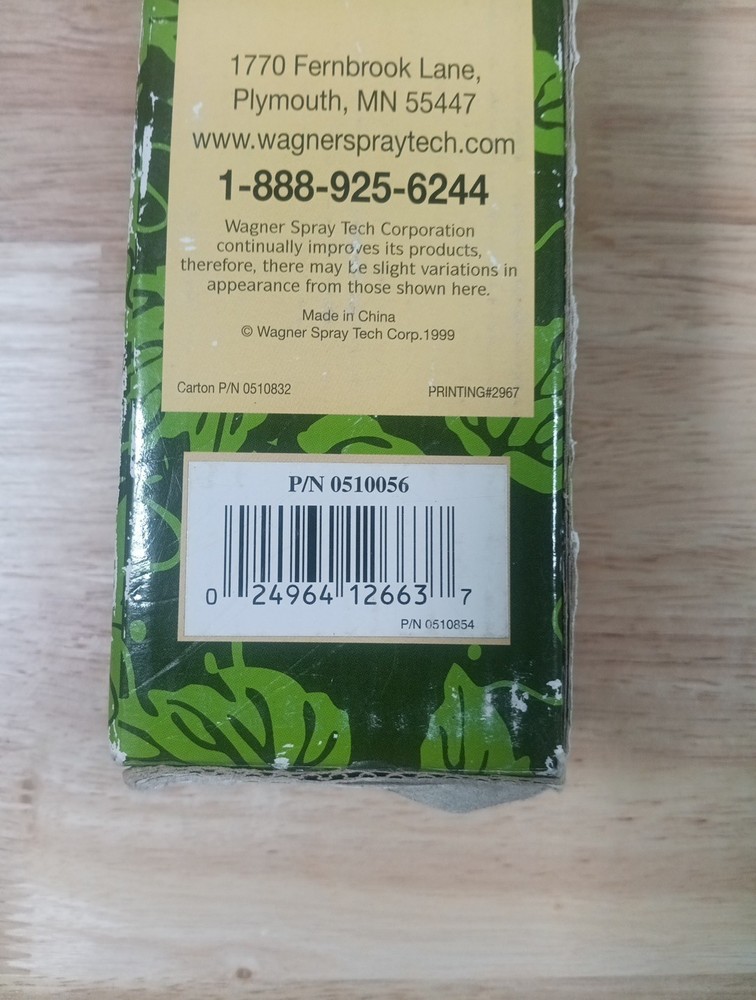 1770 Fernbrook Lane,
Plymouth, MN 55447
www.wagnerspraytech.com
1-888-925-6244
Wagner Spray Tech Corporation
continually improves its products,
therefore, there may be slight variations in
appearance from those shown here.
Made in China
© Wagner Spray Tech Corp.1999
Carton P/N 0510832 PRINTING#2967
P/N 0510056
0 24964 12663 7
P/N 0510854